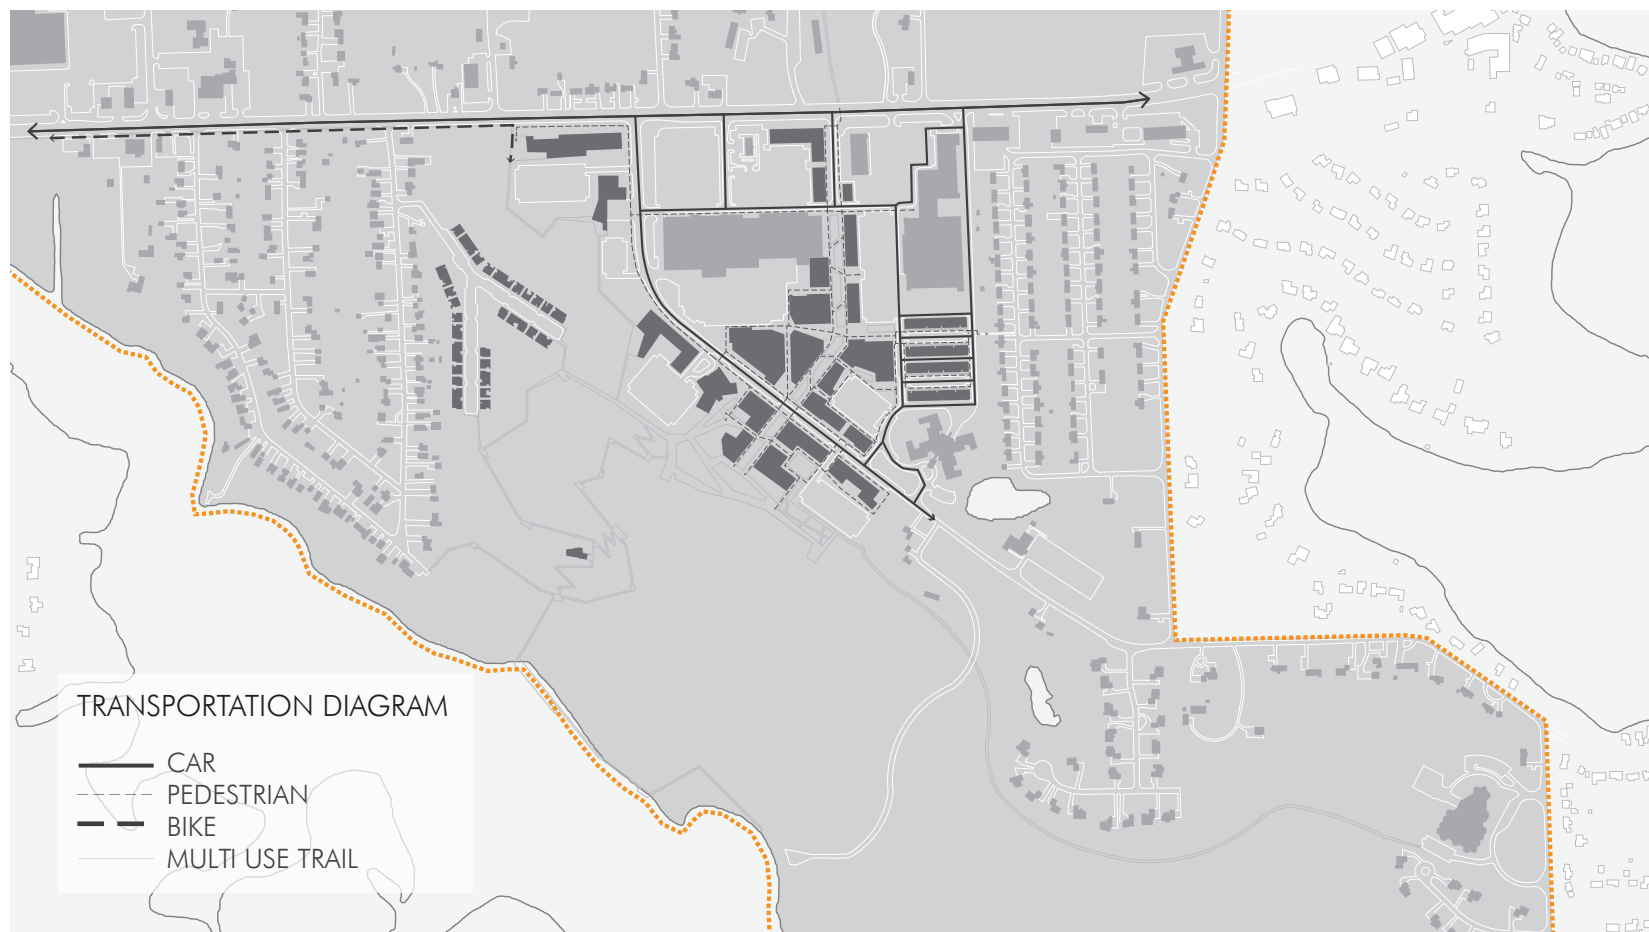 TRANSPORTATION DIAGRAM
CAR
PEDESTRIAN
BIKE
MULTI USE TRAIL